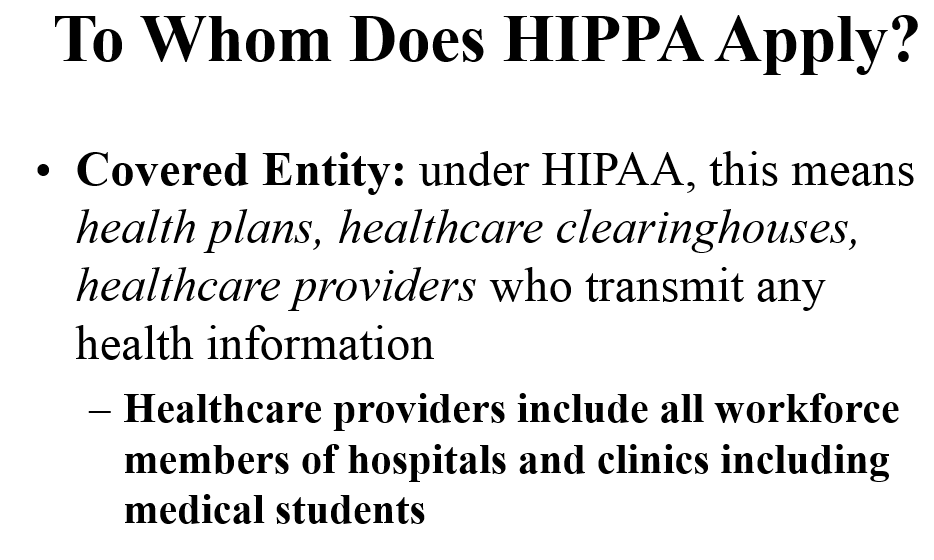 To Whom Does HIPPA Apply?
• Covered Entity: under HIPAA, this means
health plans, healthcare clearinghouses,
healthcare providers who transmit any
health information
– Healthcare providers include all workforce
members of hospitals and clinics including
medical students